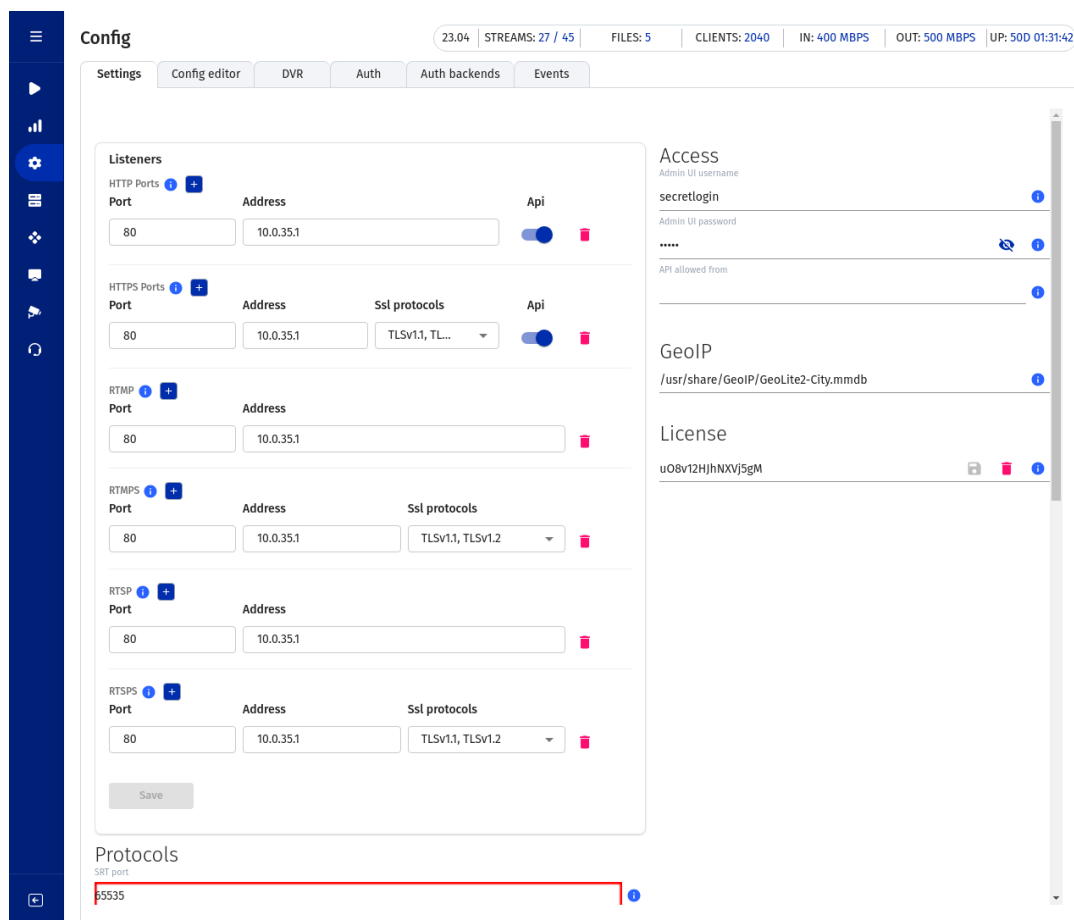 Config
23.04 STREAMS: 27 / 45 FILES: 5 CLIENTS: 2040 IN: 400 MBPS OUT: 500 MBPS UP: 50D 01:31:42
Settings Config editor DVR Auth Auth backends Events
Listeners
HTTP Ports
Port Address Api
80 10.0.35.1
HTTPS Ports
Port Address Ssl protocols Api
80 10.0.35.1 TLSv1.1, TL...
RTMP
Port Address
80 10.0.35.1
RTMPS
Port Address Ssl protocols
80 10.0.35.1 TLSv1.1, TLSv1.2
RTSP
Port Address
80 10.0.35.1
RTSPS
Port Address Ssl protocols
80 10.0.35.1 TLSv1.1, TLSv1.2
Save
Access
Admin UI username
secretlogin
Admin UI password
•••••
API allowed from
GeoIP
/usr/share/GeoIP/GeoLite2-City.mmdb
License
uO8v12HJhNXVj5gM
Protocols
SRT port
65535